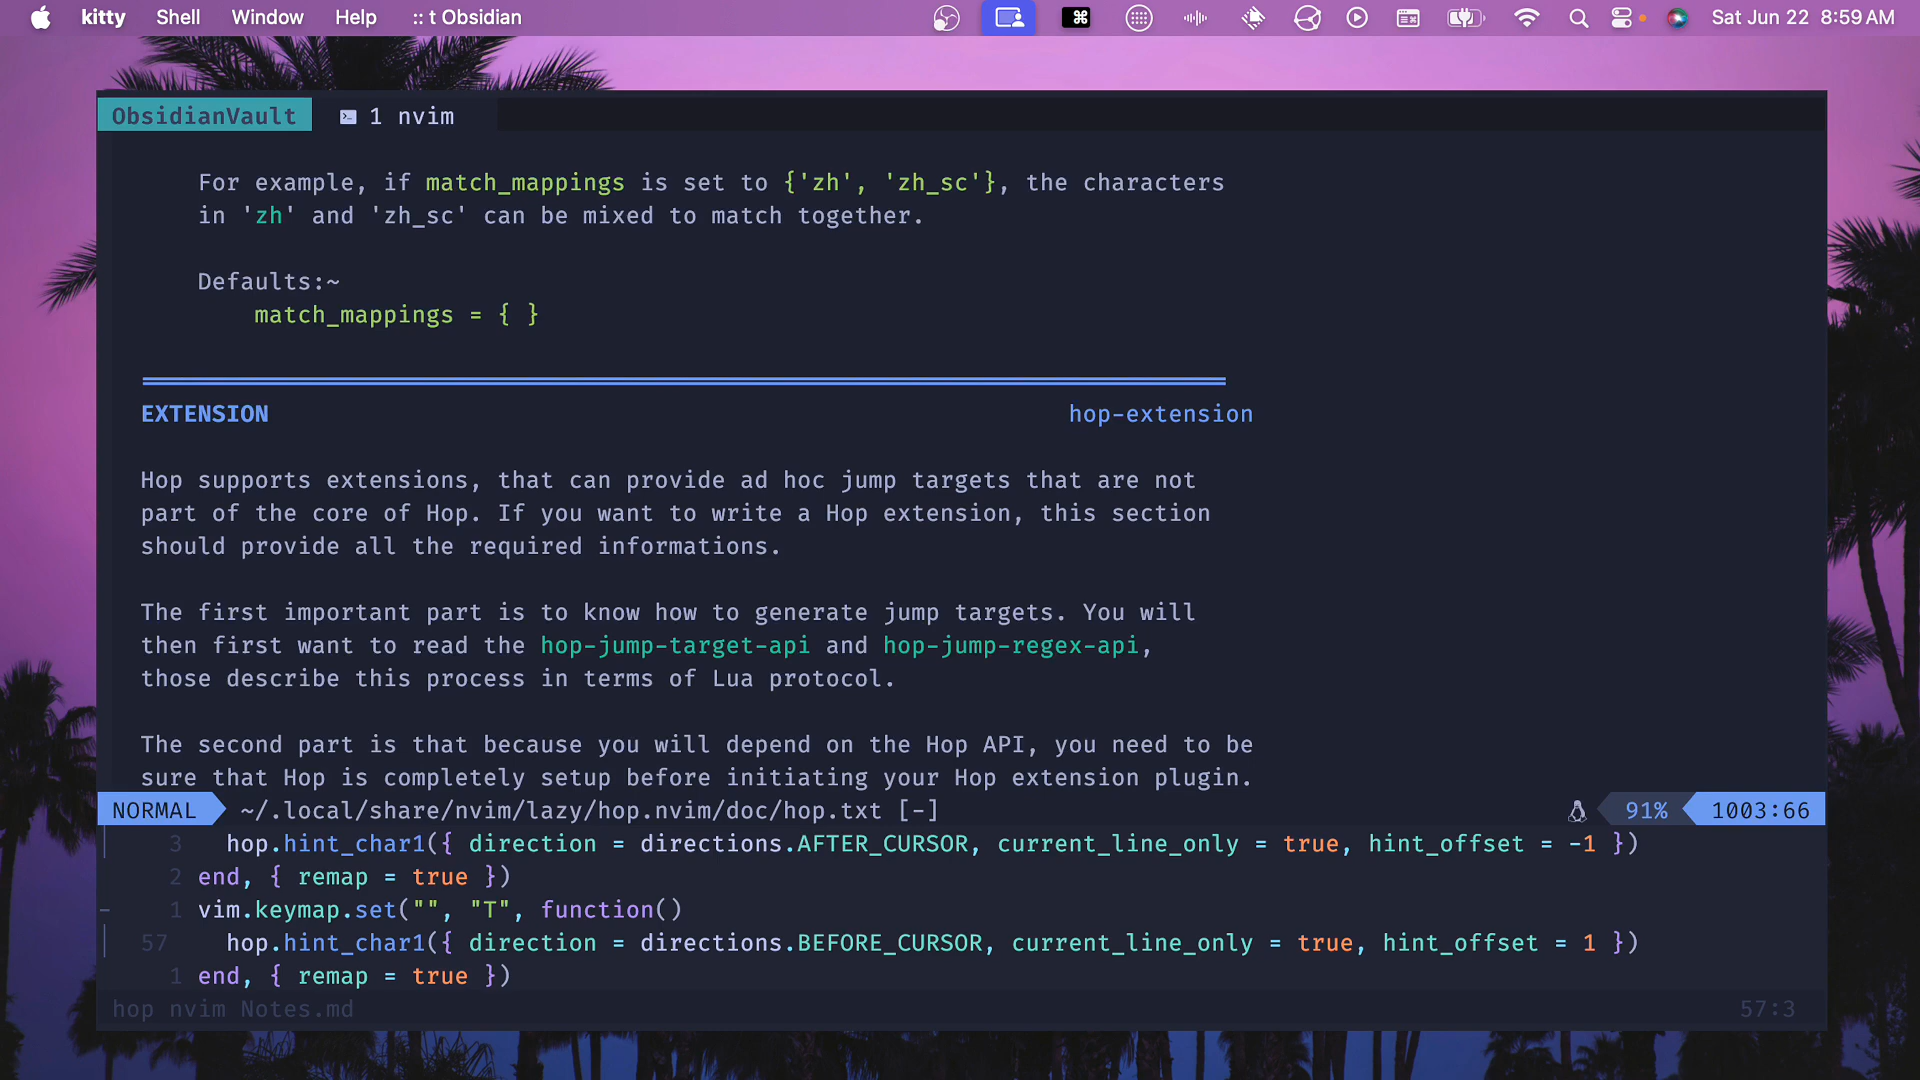 kitty Shell Window Help :: t Obsidian Sat Jun 22 8:59 AM
ObsidianVault 1 nvim
For example, if match_mappings is set to {'zh', 'zh_sc'}, the characters
in 'zh' and 'zh_sc' can be mixed to match together.
Defaults:~
match_mappings = { }
EXTENSION hop-extension
Hop supports extensions, that can provide ad hoc jump targets that are not
part of the core of Hop. If you want to write a Hop extension, this section
should provide all the required informations.
The first important part is to know how to generate jump targets. You will
then first want to read the hop-jump-target-api and hop-jump-regex-api,
those describe this process in terms of Lua protocol.
The second part is that because you will depend on the Hop API, you need to be
sure that Hop is completely setup before initiating your Hop extension plugin.
NORMAL ~/.local/share/nvim/lazy/hop.nvim/doc/hop.txt [-] 91% 1003:66
3 hop.hint_char1({ direction = directions.AFTER_CURSOR, current_line_only = true, hint_offset = -1 })
2 end, { remap = true })
1 vim.keymap.set("", "T", function()
57 hop.hint_char1({ direction = directions.BEFORE_CURSOR, current_line_only = true, hint_offset = 1 })
1 end, { remap = true })
hop nvim Notes.md 57:3